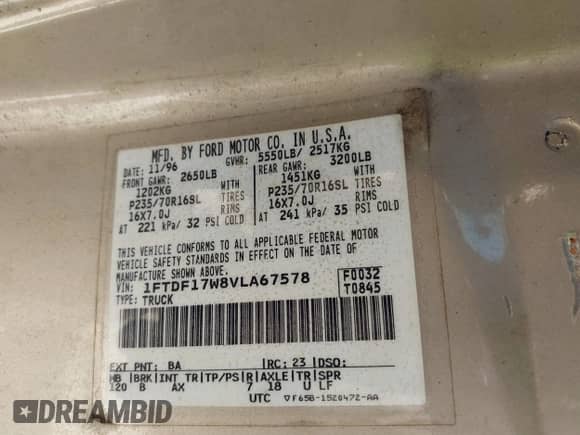 MFD. BY FORD MOTOR CO. IN U.S.A.
DATE: 11/96 GVWR: 5550LB/ 2517KG
FRONT GAWR: 2650LB REAR GAWR: 3200LB
1202KG WITH 1451KG WITH
P235/70R16SL TIRES P235/70R16SL TIRES
16X7.0J RIMS 16X7.0J RIMS
AT 221 kPa/ 32 PSI COLD AT 241 kPa/ 35 PSI COLD
THIS VEHICLE CONFORMS TO ALL APPLICABLE FEDERAL MOTOR
VEHICLE SAFETY STANDARDS IN EFFECT ON THE DATE OF
MANUFACTURE SHOWN ABOVE.
VIN: 1FTDF17W8VLA67578 F0032
TYPE: TRUCK T0845
EXT PNT: BA RC: 23 DSO:
WB BRK INT TR TP/PS R AXLE TR SPR
120 B AX 7 18 U LF
UTC ▽F65B-1520472-AA
DREAMBID
DREAMBID